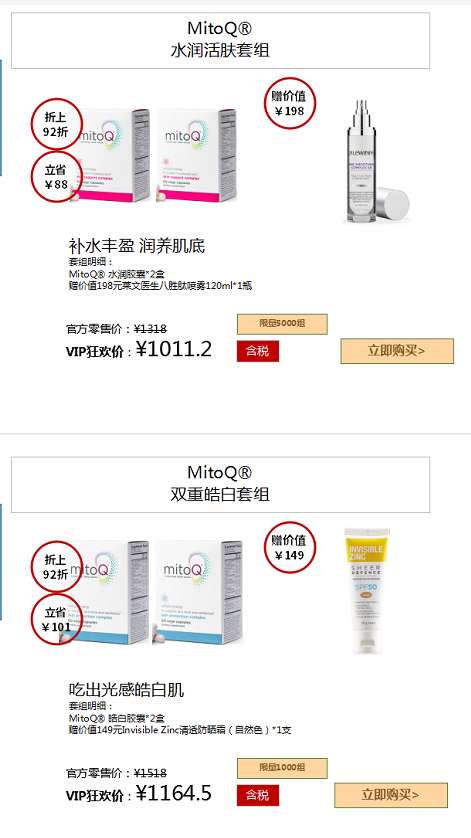 MitoQ®
水润活肤套组
折上
92折
立省
￥88
赠价值
￥198
mitoQ
mitoQ
补水丰盈 润养肌底
套组明细：
MitoQ® 水润胶囊*2盒
赠价值198元莱文医生八胜肽喷雾120ml*1瓶
官方零售价：¥1318
限量5000组
VIP狂欢价：¥1011.2
含税
立即购买>
MitoQ®
双重皓白套组
折上
92折
立省
￥101
赠价值
￥149
mitoQ
mitoQ
INVISIBLE
ZINC
SHEER
DEFENCE
SPF50
吃出光感皓白肌
套组明细：
MitoQ® 皓白胶囊*2盒
赠价值149元Invisible Zinc清透防晒霜（自然色）*1支
官方零售价：¥1518
限量1000组
VIP狂欢价：¥1164.5
含税
立即购买>